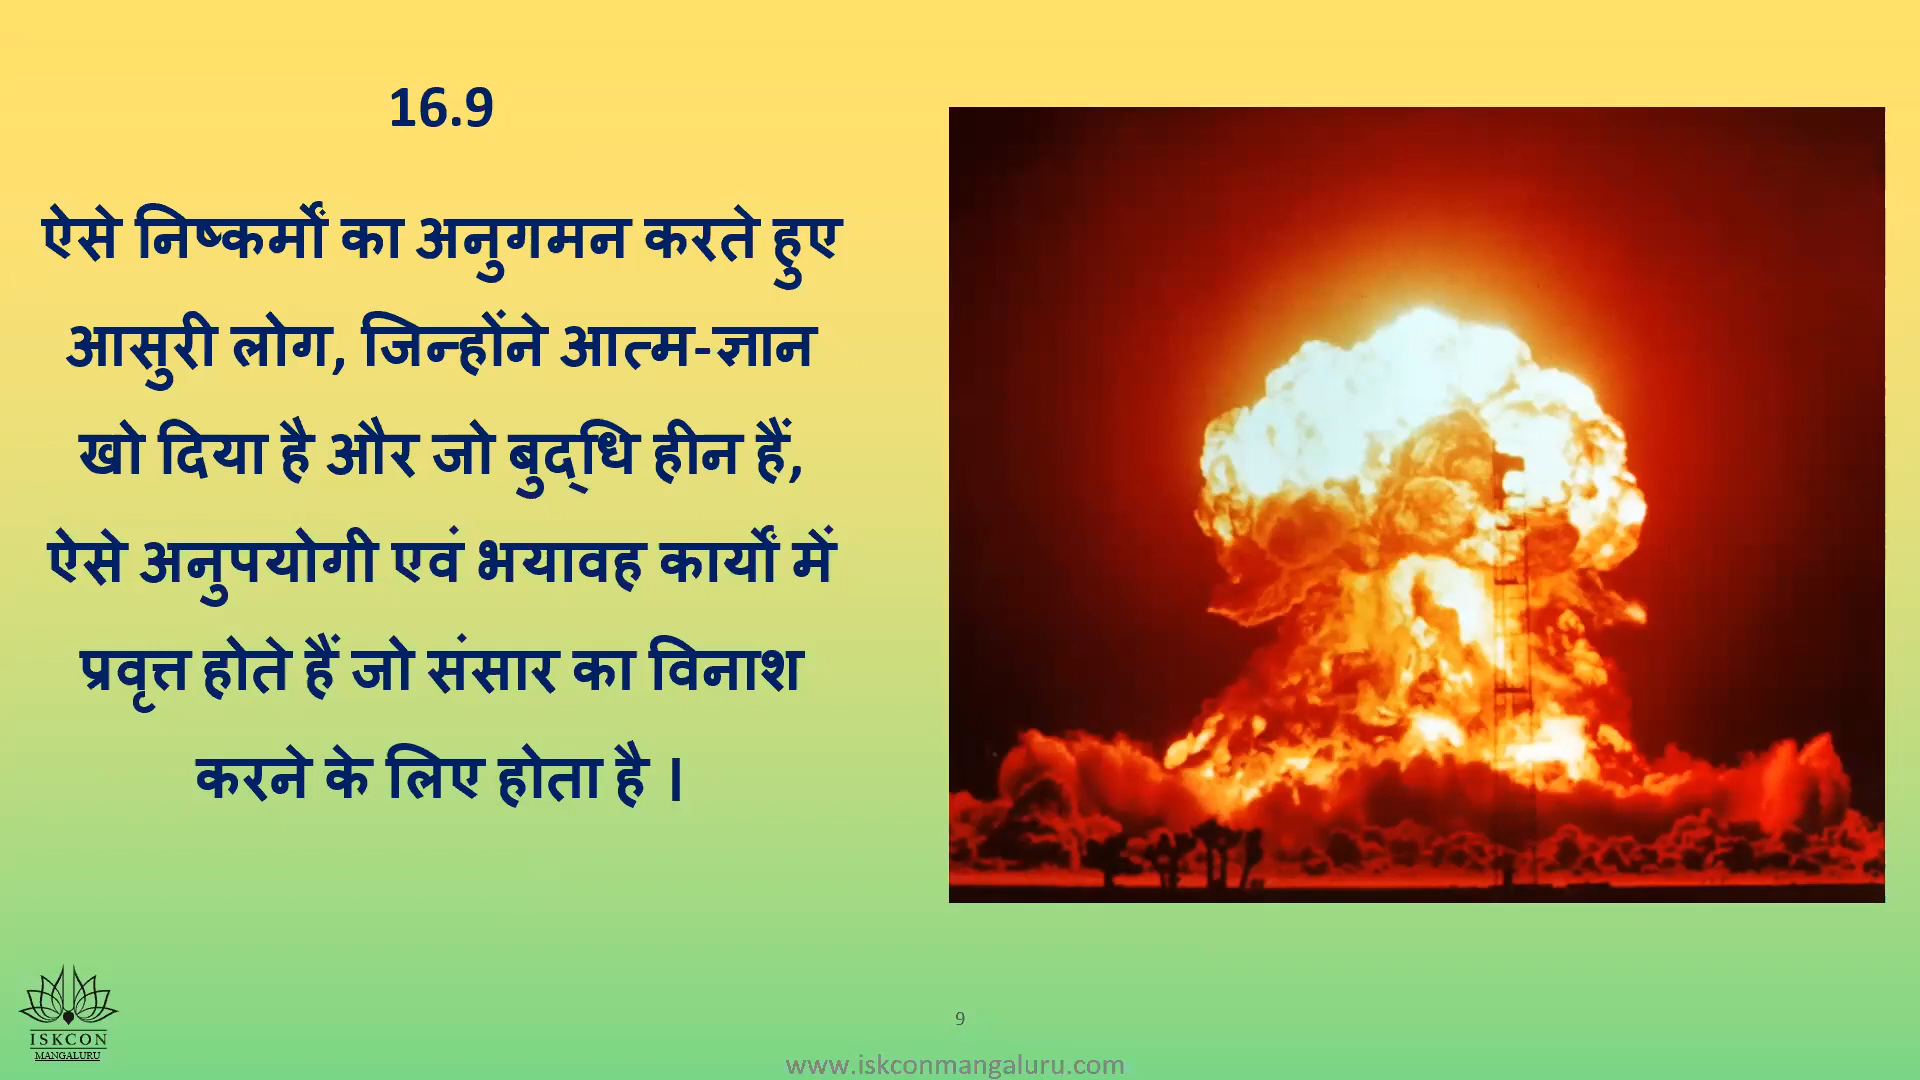 16.9
ऐसे निष्कर्मों का अनुगमन करते हुए
आसुरी लोग, जिन्होंने आत्म-ज्ञान
खो दिया है और जो बुद्धि हीन हैं,
ऐसे अनुपयोगी एवं भयावह कार्यों में
प्रवृत्त होते हैं जो संसार का विनाश
करने के लिए होता है ।
ISKCON
MANGALURU
9
www.iskconmangaluru.com